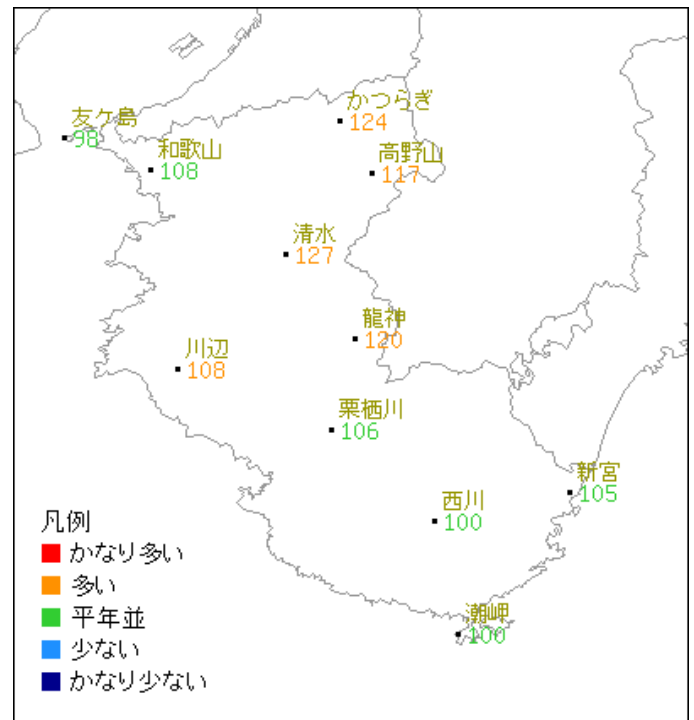 かつらぎ
124
友ケ島
98
和歌山
108
高野山
117
清水
127
龍神
120
川辺
108
栗栖川
106
新宮
105
西川
100
潮岬
100
凡例
かなり多い
多い
平年並
少ない
かなり少ない